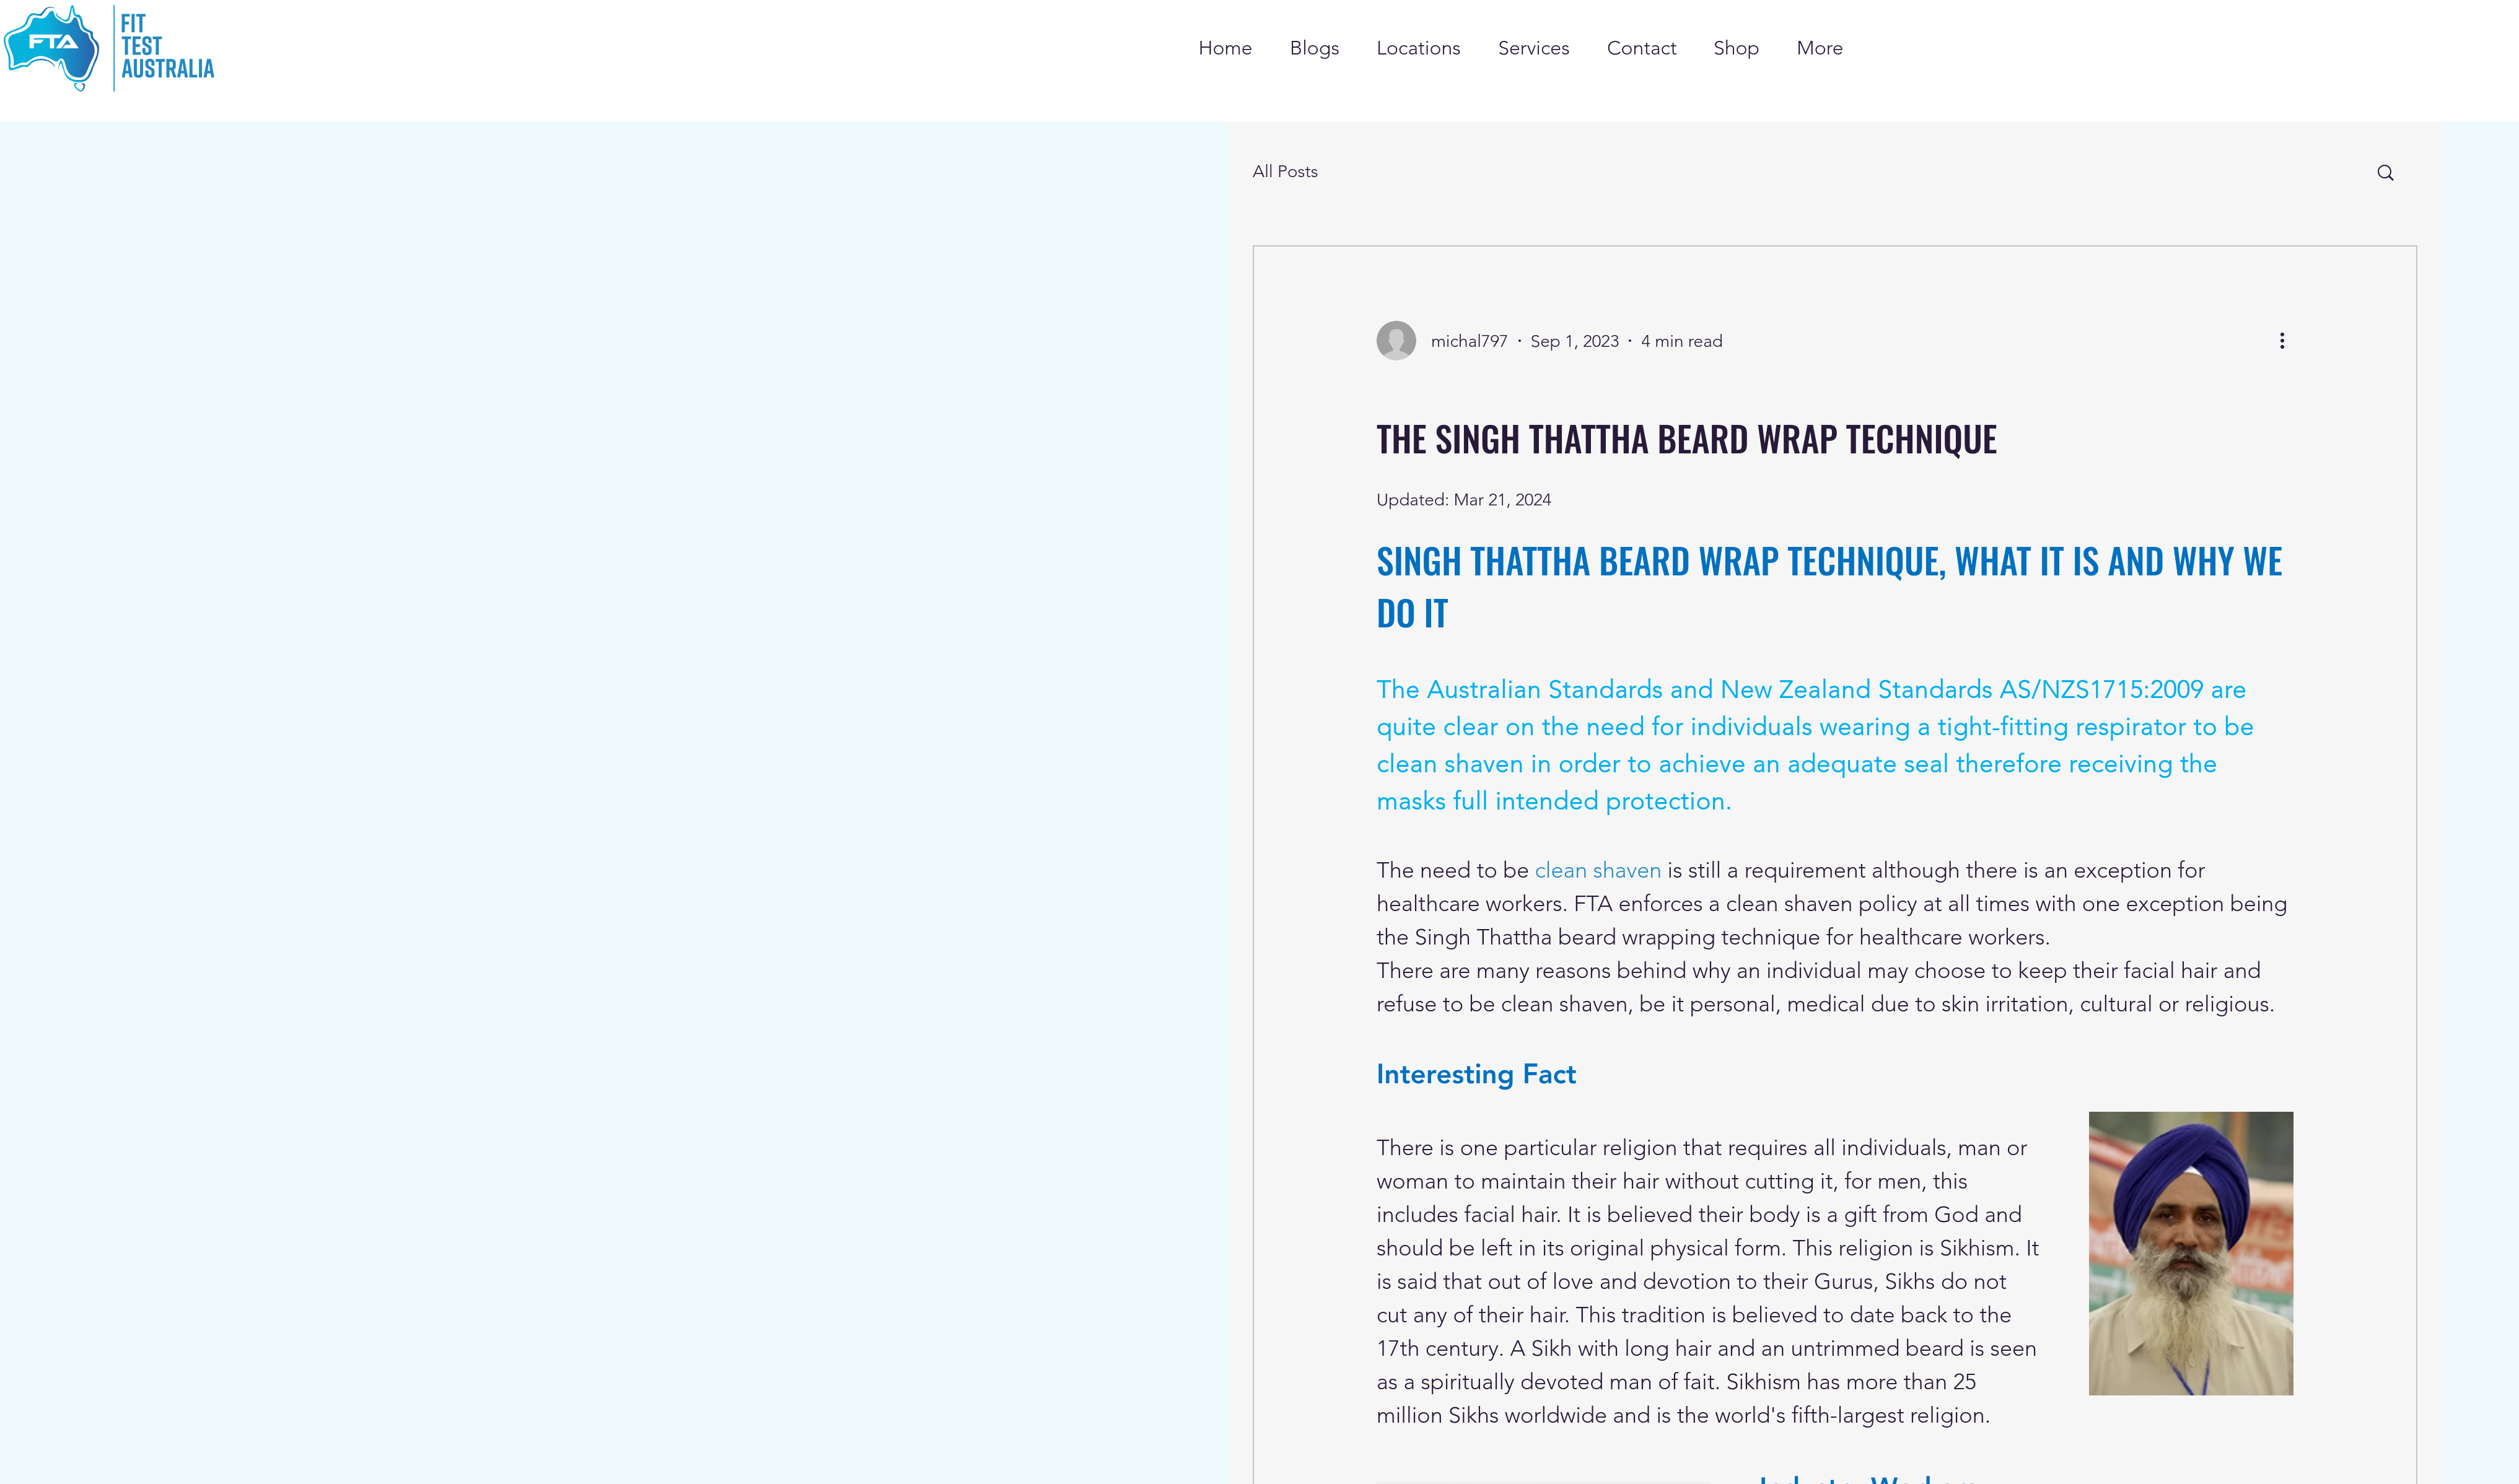 FTA
FIT
TEST
AUSTRALIA
Home Blogs Locations Services Contact Shop More
All Posts
michal797 · Sep 1, 2023 · 4 min read
THE SINGH THATTHA BEARD WRAP TECHNIQUE
Updated: Mar 21, 2024
SINGH THATTHA BEARD WRAP TECHNIQUE, WHAT IT IS AND WHY WE
DO IT
The Australian Standards and New Zealand Standards AS/NZS1715:2009 are
quite clear on the need for individuals wearing a tight-fitting respirator to be
clean shaven in order to achieve an adequate seal therefore receiving the
masks full intended protection.
The need to be clean shaven is still a requirement although there is an exception for
healthcare workers. FTA enforces a clean shaven policy at all times with one exception being
the Singh Thattha beard wrapping technique for healthcare workers.
There are many reasons behind why an individual may choose to keep their facial hair and
refuse to be clean shaven, be it personal, medical due to skin irritation, cultural or religious.
Interesting Fact
There is one particular religion that requires all individuals, man or
woman to maintain their hair without cutting it, for men, this
includes facial hair. It is believed their body is a gift from God and
should be left in its original physical form. This religion is Sikhism. It
is said that out of love and devotion to their Gurus, Sikhs do not
cut any of their hair. This tradition is believed to date back to the
17th century. A Sikh with long hair and an untrimmed beard is seen
as a spiritually devoted man of fait. Sikhism has more than 25
million Sikhs worldwide and is the world's fifth-largest religion.